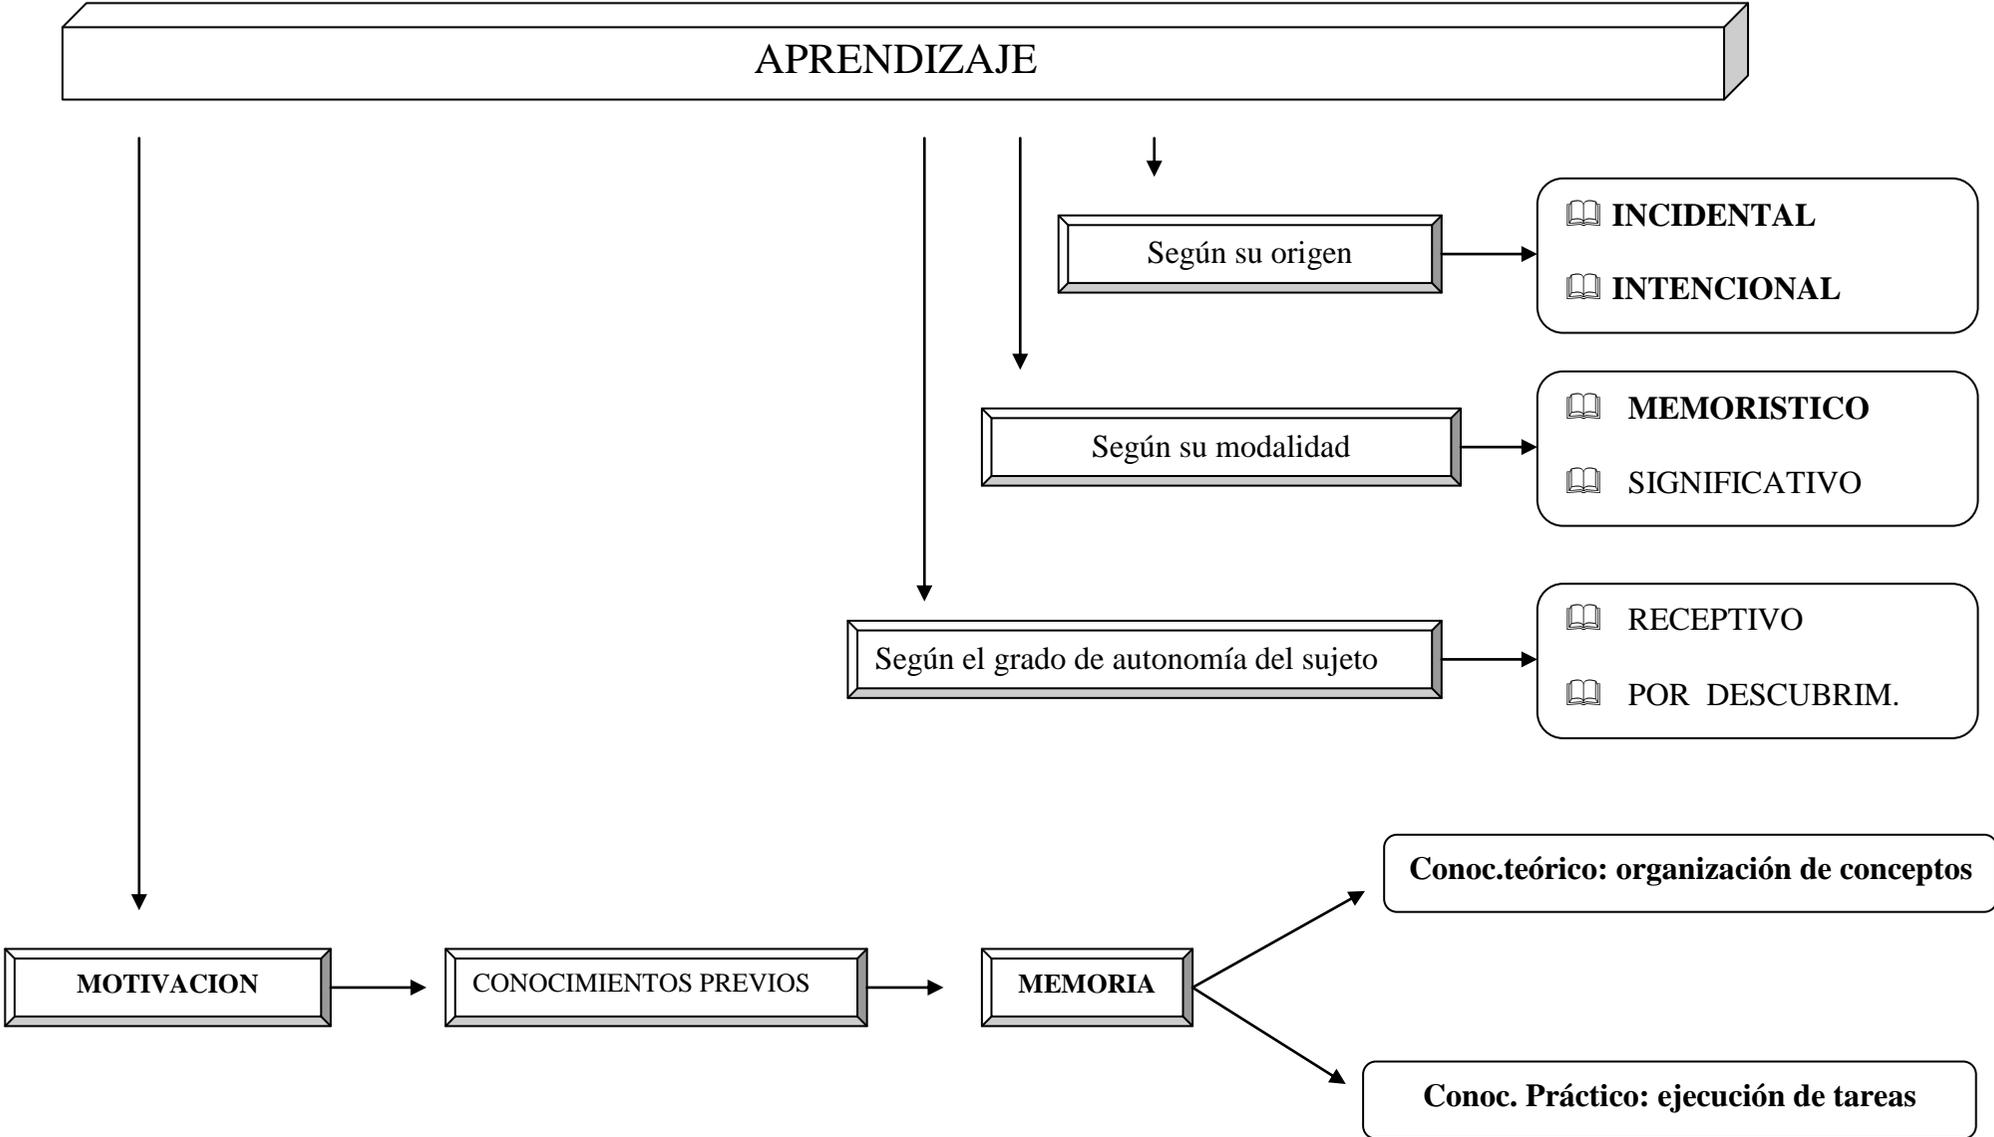 APRENDIZAJE
Según su origen
INCIDENTAL
INTENCIONAL
Según su modalidad
MEMORISTICO
SIGNIFICATIVO
Según el grado de autonomía del sujeto
RECEPTIVO
POR DESCUBRIM.
MOTIVACION
CONOCIMIENTOS PREVIOS
MEMORIA
Conoc.teórico: organización de conceptos
Conoc. Práctico: ejecución de tareas